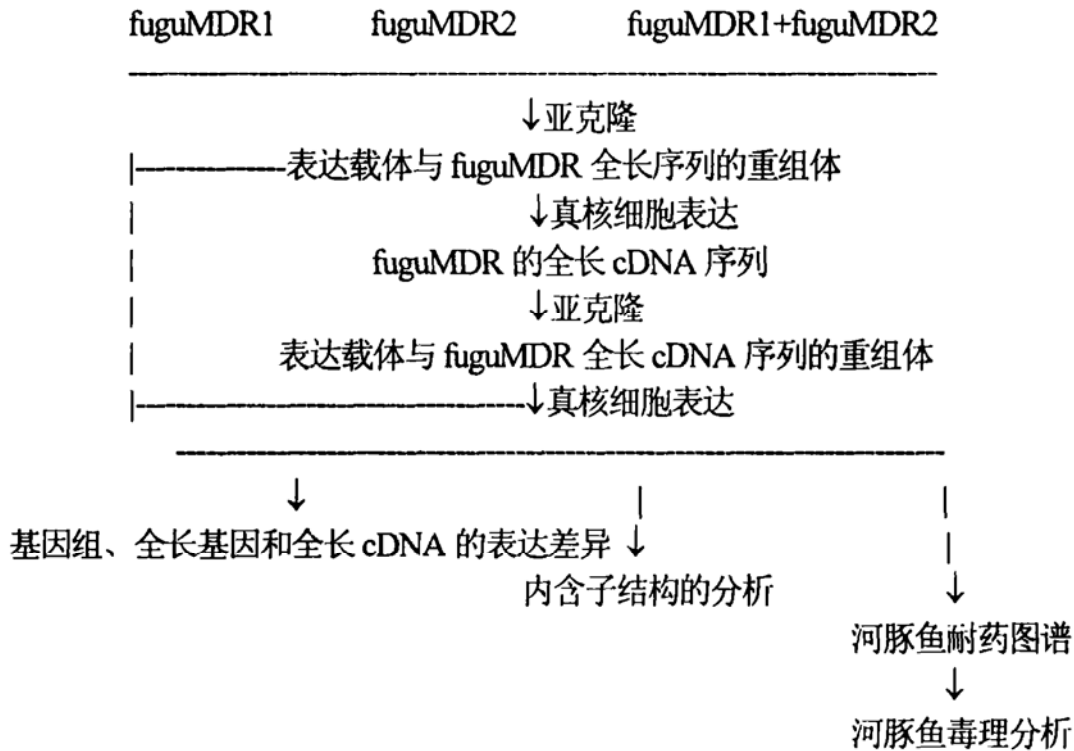 fuguMDR1 fuguMDR2 fuguMDR1+fuguMDR2
↓亚克隆
表达载体与 fuguMDR 全长序列的重组体
↓真核细胞表达
fuguMDR 的全长 cDNA 序列
↓亚克隆
表达载体与 fuguMDR 全长 cDNA 序列的重组体
↓真核细胞表达
基因组、全长基因和全长 cDNA 的表达差异
内含子结构的分析
河豚鱼耐药图谱
河豚鱼毒理分析